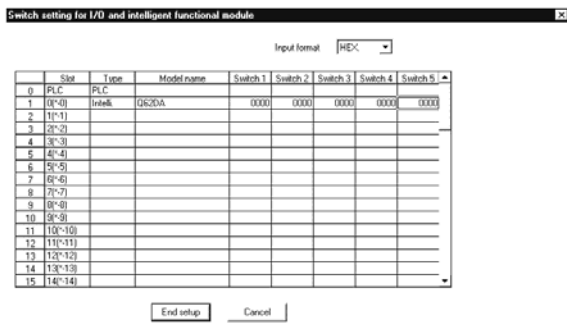 Switch setting for I/O and intelligent functional module
Input format HEX.
Slot Type Model name Switch 1 Switch 2 Switch 3 Switch 4 Switch 5
0 PLC PLC
1 0(*-0) Intelli. Q62DA 0000 0000 0000 0000 0000
2 1(*-1)
3 2(*-2)
4 3(*-3)
5 4(*-4)
6 5(*-5)
7 6(*-6)
8 7(*-7)
9 8(*-8)
10 9(*-9)
11 10(*-10)
12 11(*-11)
13 12(*-12)
14 13(*-13)
15 14(*-14)
End setup Cancel